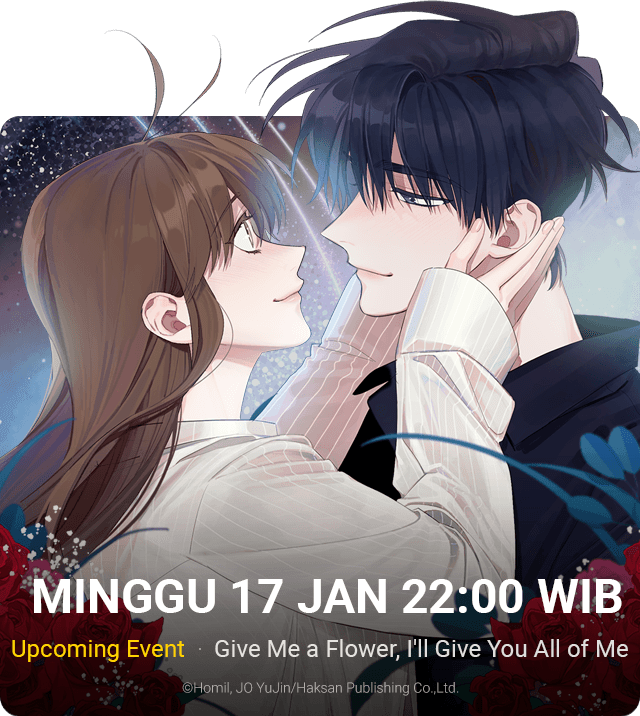 MINGGU 17 JAN 22:00 WIB
Upcoming Event · Give Me a Flower, I'll Give You All of Me
©Homil, JO YuJin/Haksan Publishing Co.,Ltd.